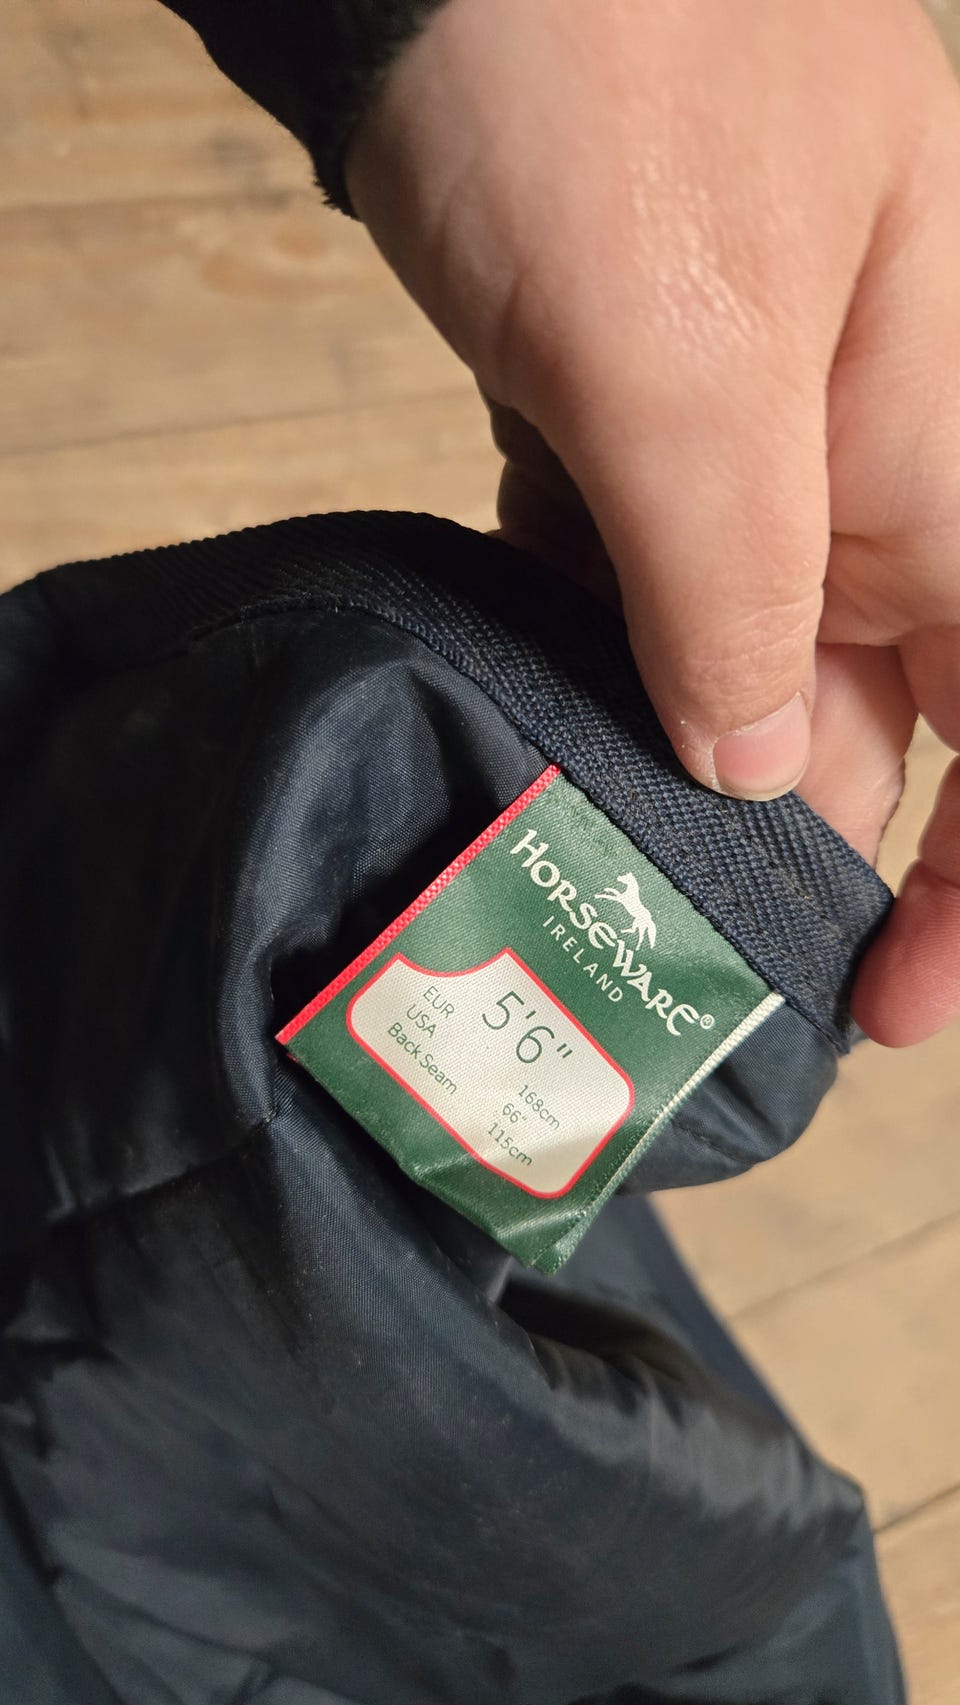 HORSEWARE®
IRELAND
5'6"
EUR 168cm
USA 66"
Back Seam 115cm